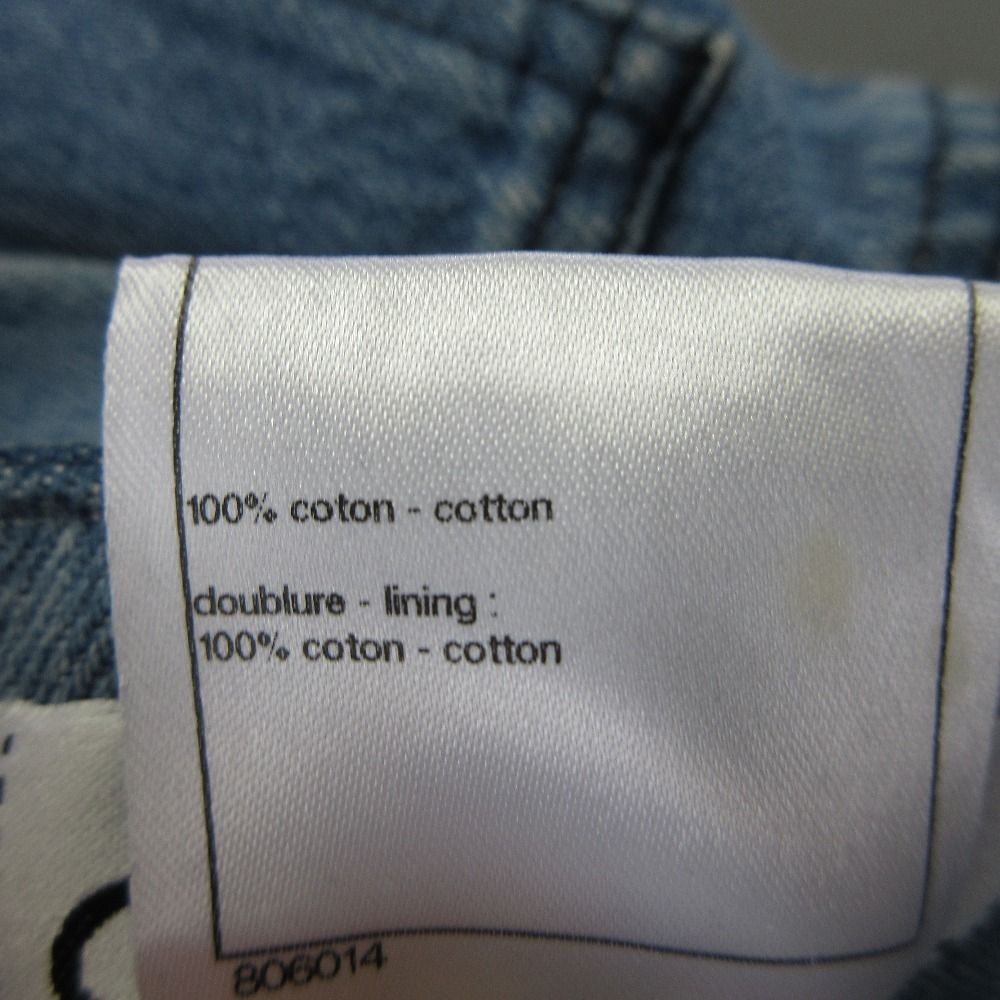 100% coton - cotton
doublure - lining :
100% coton - cotton
806014